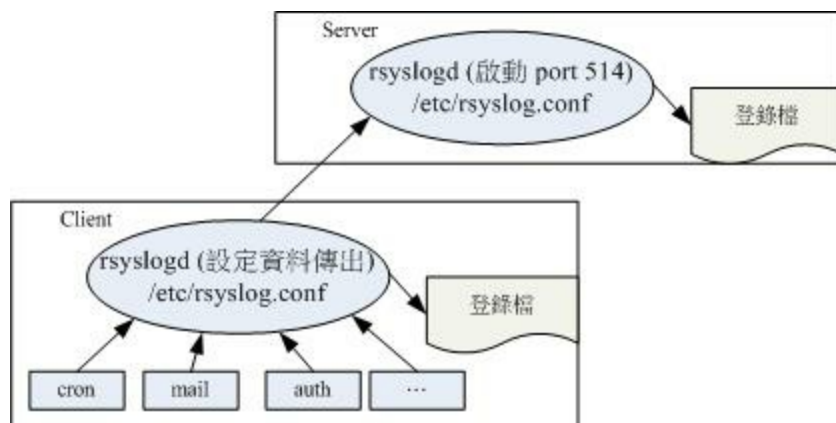 Server
rsyslogd (啟動 port 514)
/etc/rsyslog.conf
登錄檔
Client
rsyslogd (設定資料傳出)
/etc/rsyslog.conf
登錄檔
cron
mail
auth
…